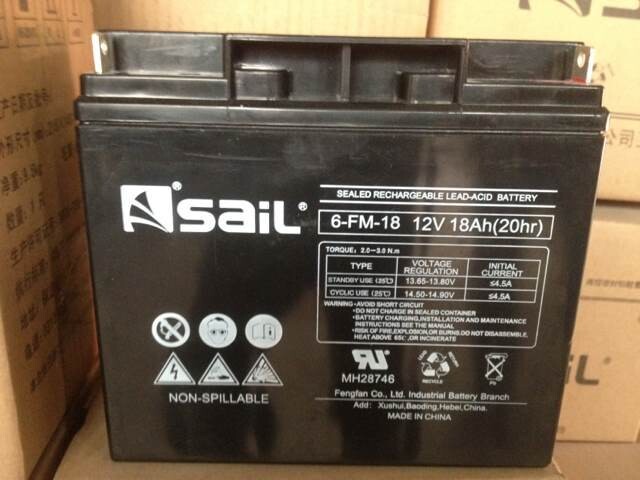 sail
SEALED RECHARGEABLE LEAD-ACID BATTERY
6-FM-18 12V 18Ah(20hr)
TORQUE: 2.0-3.0 N.m
TYPE VOLTAGE REGULATION INITIAL CURRENT
STANDBY USE (25℃) 13.65-13.80V ≤4.5A
CYCLIC USE (25℃) 14.50-14.90V ≤4.5A
WARNING-AVOID SHORT CIRCUIT
•DO NOT CHARGE IN SEALED CONTAINER
•BATTERY CHARGING,INSTALLATION AND MAINTENANCE
INSTRUCTIONS SEE THE MANUAL
•RISK OF FIRE,EXPLOSION,OR BURNS.DO NOT DISASSEMBLE,
HEAT ABOVE 65℃,OR INCINERATE
NON-SPILLABLE
MH28746
RECYCLE
Pb
Fengfan Co., Ltd. Industrial Battery Branch
Add: Xushui,Baoding,Hebei,China.